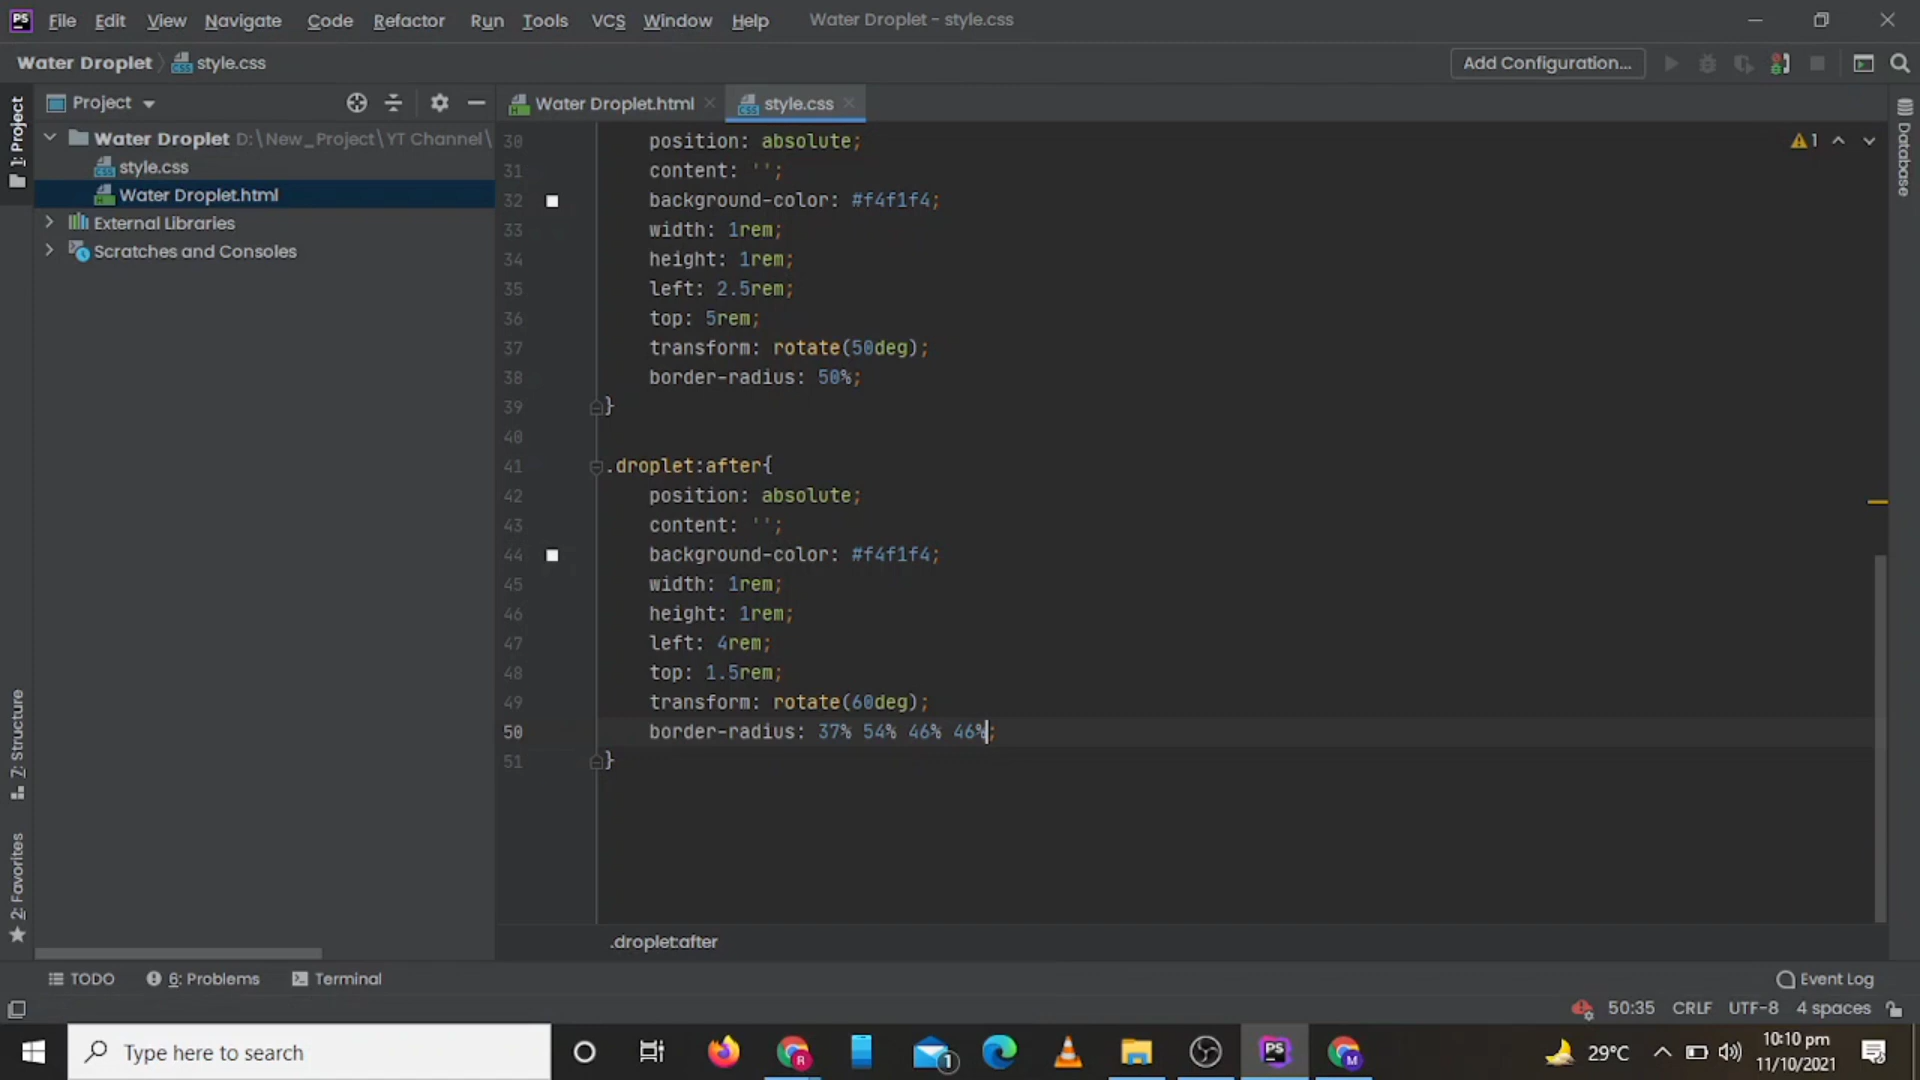 PS File Edit View Navigate Code Refactor Run Tools VCS Window Help Water Droplet - style.css
Water Droplet style.css Add Configuration...
1: Project
Project
Water Droplet D:\New_Project\YT Channel\
style.css
Water Droplet.html
External Libraries
Scratches and Consoles
7: Structure
2: Favorites
Water Droplet.html style.css
30 position: absolute;
31 content: '';
32 background-color: #f4f1f4;
33 width: 1rem;
34 height: 1rem;
35 left: 2.5rem;
36 top: 5rem;
37 transform: rotate(50deg);
38 border-radius: 50%;
39 }
40
41 .droplet:after{
42 position: absolute;
43 content: '';
44 background-color: #f4f1f4;
45 width: 1rem;
46 height: 1rem;
47 left: 4rem;
48 top: 1.5rem;
49 transform: rotate(60deg);
50 border-radius: 37% 54% 46% 46%;
51 }
1
Database
.droplet:after
TODO 6: Problems Terminal Event Log
50:35 CRLF UTF-8 4 spaces
Type here to search R 1 PS M 29°C 10:10 pm
11/10/2021